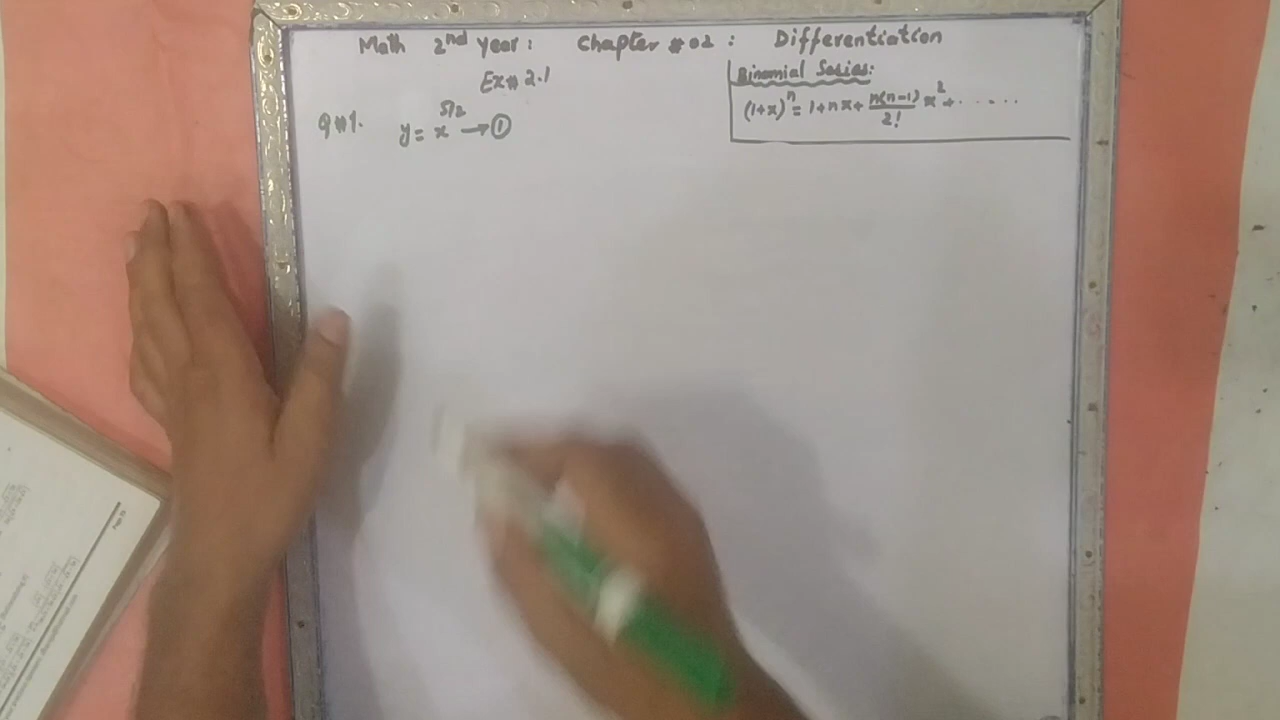 Math 2nd Year: Chapter #02: Differentiation
Ex# 2.1
Binomial Series:
(1+x)^n = 1+nx+ n(n-1)/2! x^2 + ......
Q#1. y = x^5/2 → ①